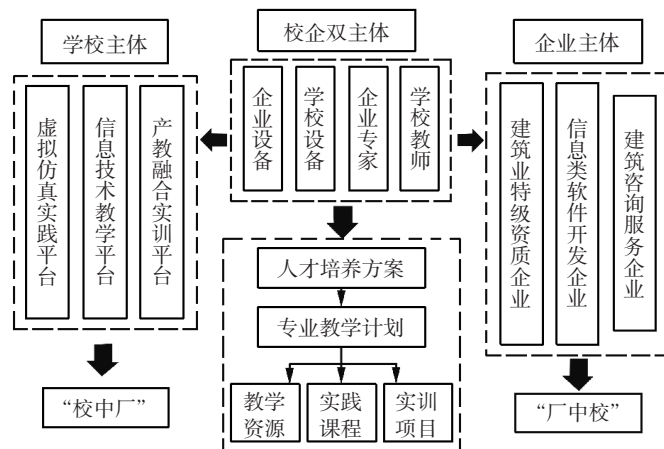 学校主体
校企双主体
企业主体
虚拟仿真实践平台
信息技术教学平台
产教融合实训平台
企业设备
学校设备
企业专家
学校教师
建筑业特级资质企业
信息类软件开发企业
建筑咨询服务企业
人才培养方案
专业教学计划
教学
资源
实践
课程
实训
项目
“校中厂”
“厂中校”